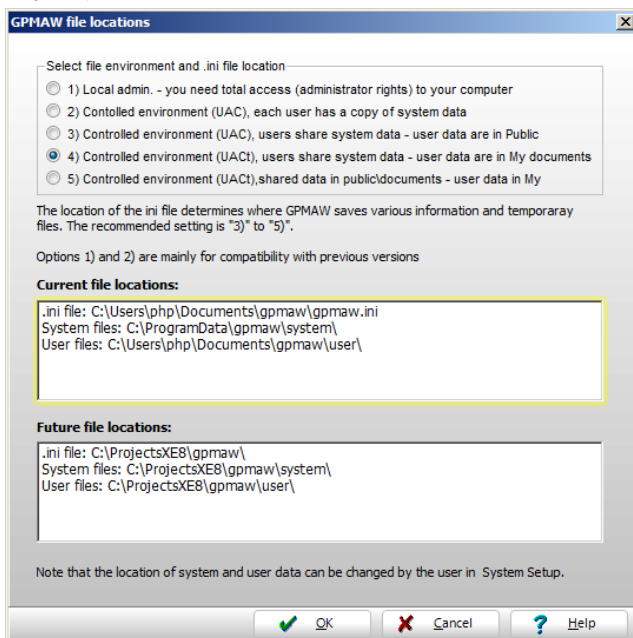 GPMAW file locations
Select file environment and .ini file location
1) Local admin. - you need total access (administrator rights) to your computer
2) Contolled environment (UAC), each user has a copy of system data
3) Controlled environment (UAC), users share system data - user data are in Public
4) Controlled environment (UACt), users share system data - user data are in My documents
5) Controlled environment (UACt),shared data in public\documents - user data in My
The location of the ini file determines where GPMAW saves various information and temporaray
files. The recommended setting is "3)" to "5)".
Options 1) and 2) are mainly for compatibility with previous versions
Current file locations:
.ini file: C:\Users\php\Documents\gpmaw\gpmaw.ini
System files: C:\ProgramData\gpmaw\system\
User files: C:\Users\php\Documents\gpmaw\user\
Future file locations:
.ini file: C:\ProjectsXE8\gpmaw\
System files: C:\ProjectsXE8\gpmaw\system\
User files: C:\ProjectsXE8\gpmaw\user\
Note that the location of system and user data can be changed by the user in System Setup.
OK Cancel Help